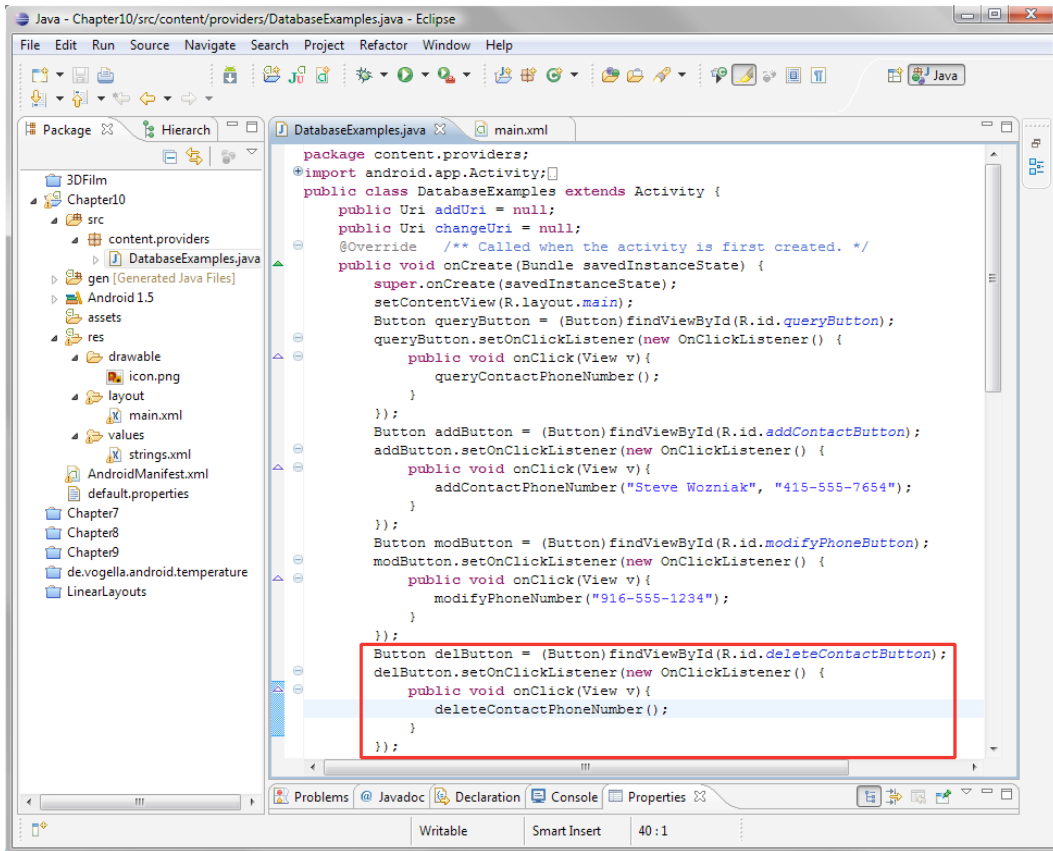 Java - Chapter10/src/content/providers/DatabaseExamples.java - Eclipse
File Edit Run Source Navigate Search Project Refactor Window Help
Java
Package
Hierarch
DatabaseExamples.java
main.xml
3DFilm
Chapter10
src
content.providers
DatabaseExamples.java
gen [Generated Java Files]
Android 1.5
assets
res
drawable
icon.png
layout
main.xml
values
strings.xml
AndroidManifest.xml
default.properties
Chapter7
Chapter8
Chapter9
de.vogella.android.temperature
LinearLayouts
package content.providers;
import android.app.Activity;
public class DatabaseExamples extends Activity {
public Uri addUri = null;
public Uri changeUri = null;
@Override /** Called when the activity is first created. */
public void onCreate(Bundle savedInstanceState) {
super.onCreate(savedInstanceState);
setContentView(R.layout.main);
Button queryButton = (Button)findViewById(R.id.queryButton);
queryButton.setOnClickListener(new OnClickListener() {
public void onClick(View v){
queryContactPhoneNumber();
}
});
Button addButton = (Button)findViewById(R.id.addContactButton);
addButton.setOnClickListener(new OnClickListener() {
public void onClick(View v){
addContactPhoneNumber("Steve Wozniak", "415-555-7654");
}
});
Button modButton = (Button)findViewById(R.id.modifyPhoneButton);
modButton.setOnClickListener(new OnClickListener() {
public void onClick(View v){
modifyPhoneNumber("916-555-1234");
}
});
Button delButton = (Button)findViewById(R.id.deleteContactButton);
delButton.setOnClickListener(new OnClickListener() {
public void onClick(View v){
deleteContactPhoneNumber();
}
});
Problems @ Javadoc Declaration Console Properties
Writable Smart Insert 40 : 1